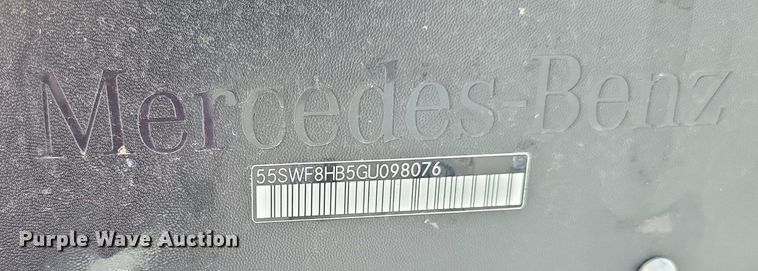 Mercedes-Benz
55SWF8HB5GU098076
Purple Wave Auction